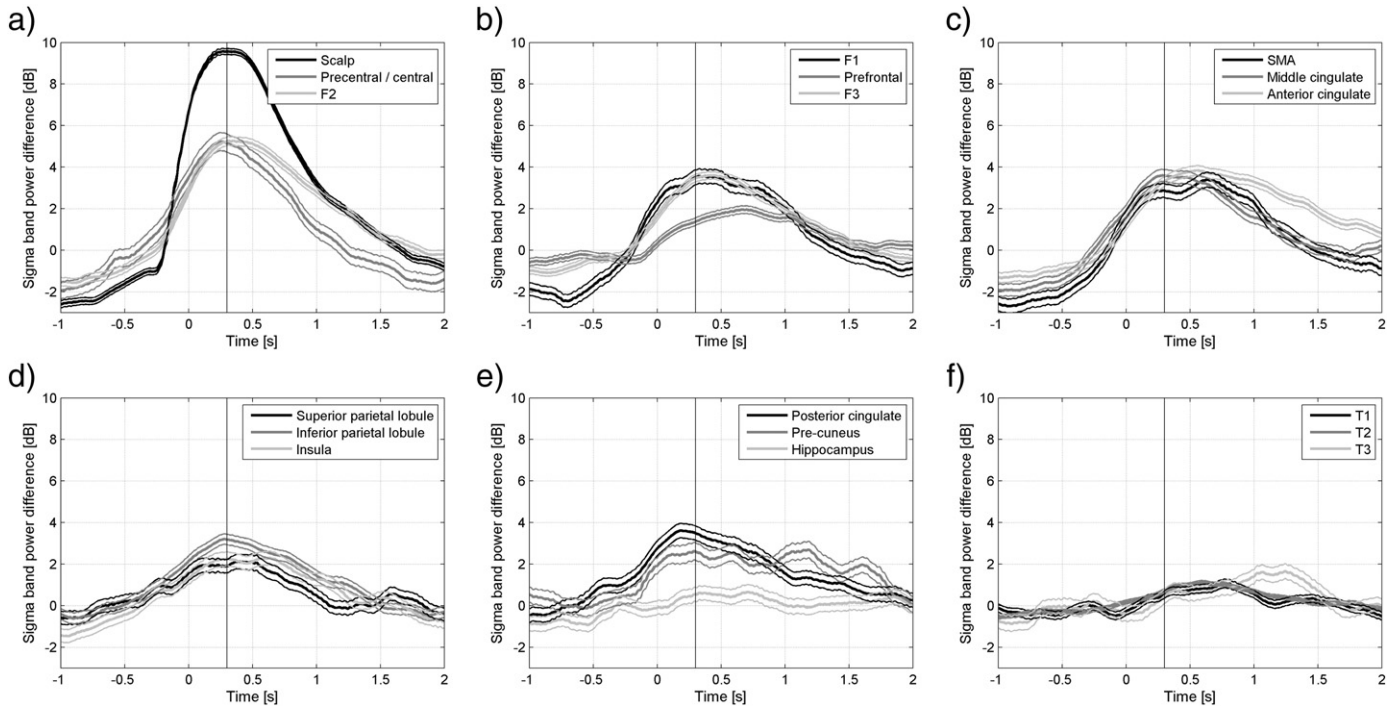 a)
Sigma band power difference [dB]
10
8
6
4
2
0
-2
Scalp
Precentral / central
F2
-1 -0.5 0 0.5 1 1.5 2
Time [s]
b)
Sigma band power difference [dB]
10
8
6
4
2
0
-2
F1
Prefrontal
F3
-1 -0.5 0 0.5 1 1.5 2
Time [s]
c)
Sigma band power difference [dB]
10
8
6
4
2
0
-2
SMA
Middle cingulate
Anterior cingulate
-1 -0.5 0 0.5 1 1.5 2
Time [s]
d)
Sigma band power difference [dB]
10
8
6
4
2
0
-2
Superior parietal lobule
Inferior parietal lobule
Insula
-1 -0.5 0 0.5 1 1.5 2
Time [s]
e)
Sigma band power difference [dB]
10
8
6
4
2
0
-2
Posterior cingulate
Pre-cuneus
Hippocampus
-1 -0.5 0 0.5 1 1.5 2
Time [s]
f)
Sigma band power difference [dB]
10
8
6
4
2
0
-2
T1
T2
T3
-1 -0.5 0 0.5 1 1.5 2
Time [s]